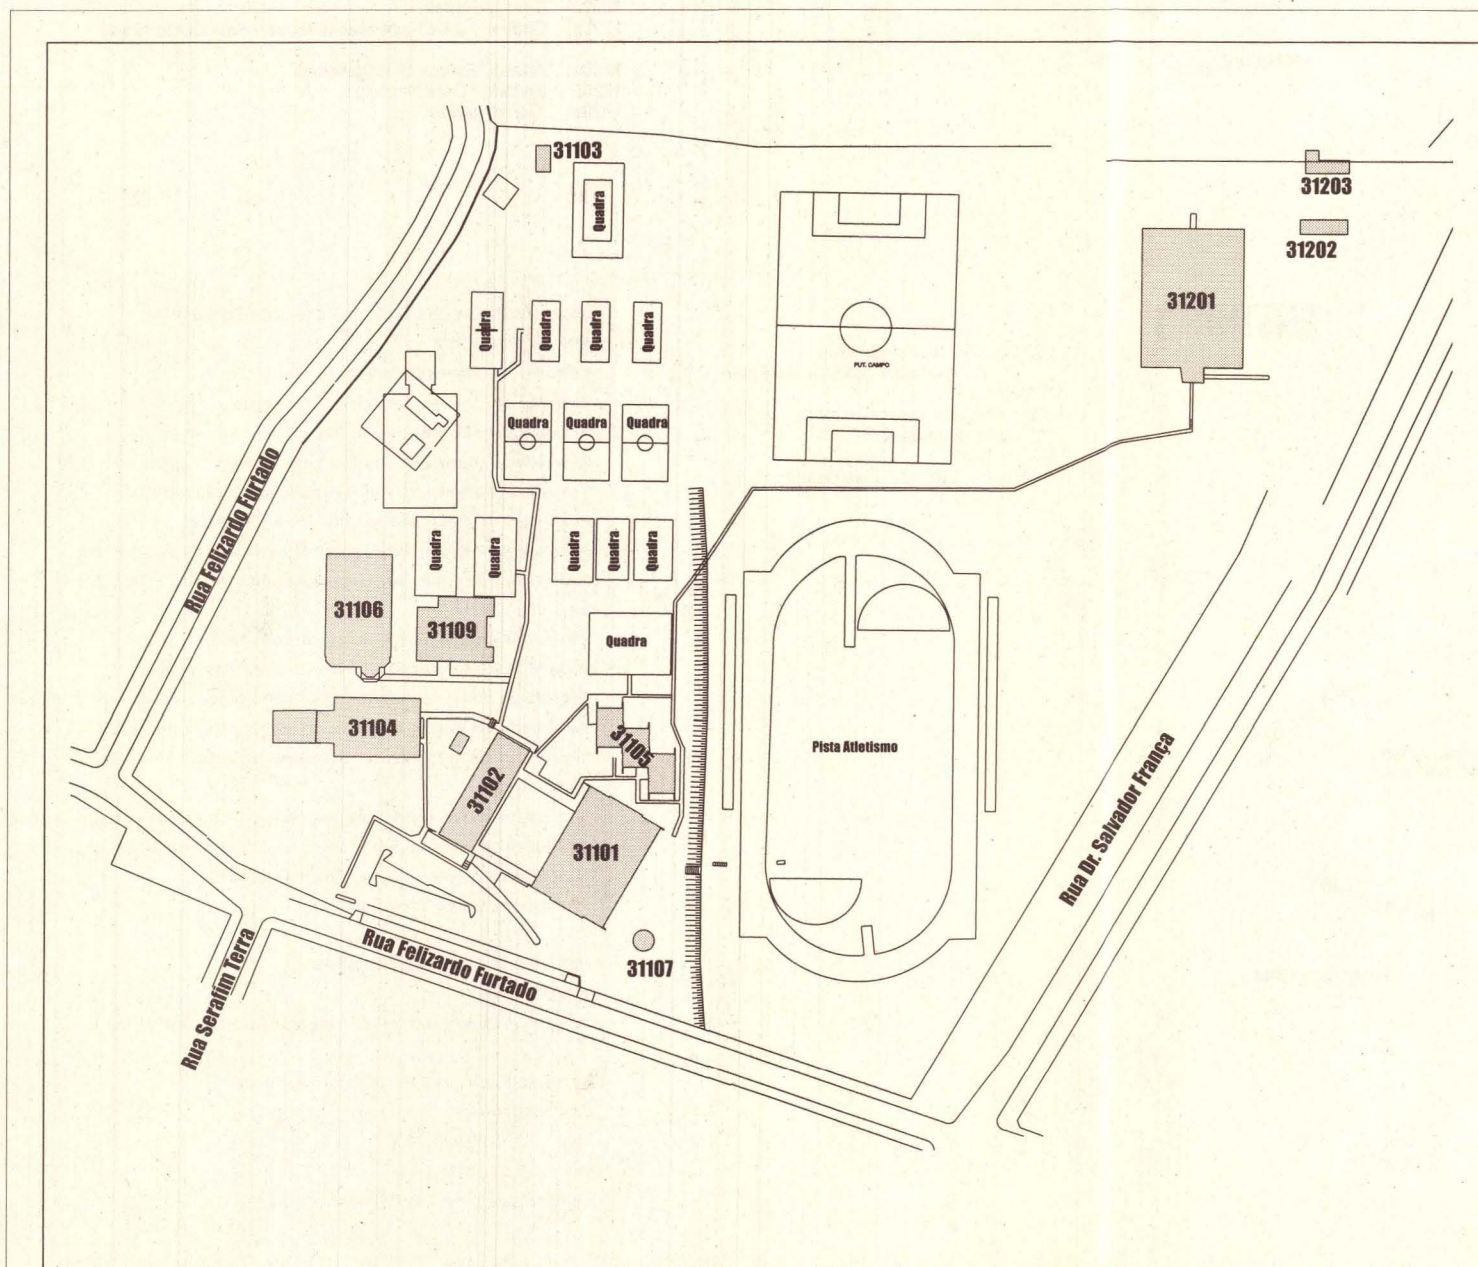 31103
31203
Quadra
31202
31201
Quadra
Quadra
Quadra
Quadra
PUT. CAMPO
Quadra
Quadra
Quadra
Rua Felizardo Furtado
Quadra
Quadra
Quadra
Quadra
Quadra
31106
31109
Quadra
31104
31105
Pista Atletismo
31102
31101
Rua Dr. Salvador França
Rua Felizardo Furtado
31107
Rua Serafim Terra